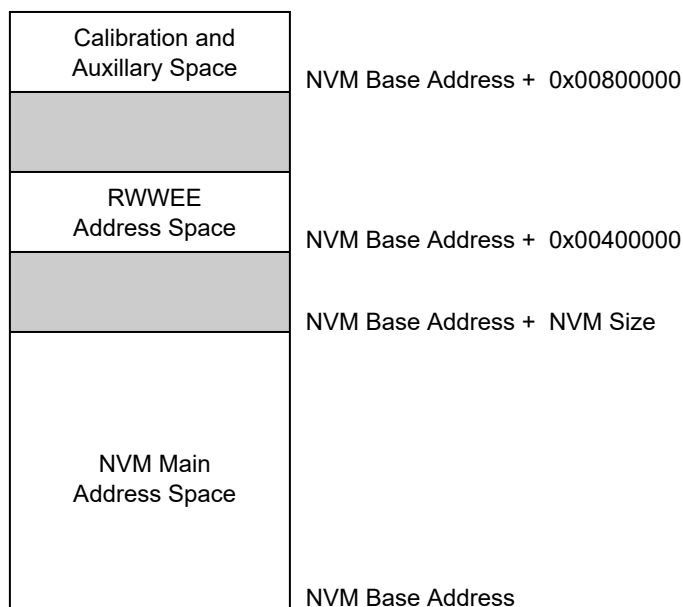 Calibration and
Auxillary Space
NVM Base Address + 0x00800000
RWWEE
Address Space
NVM Base Address + 0x00400000
NVM Base Address + NVM Size
NVM Main
Address Space
NVM Base Address